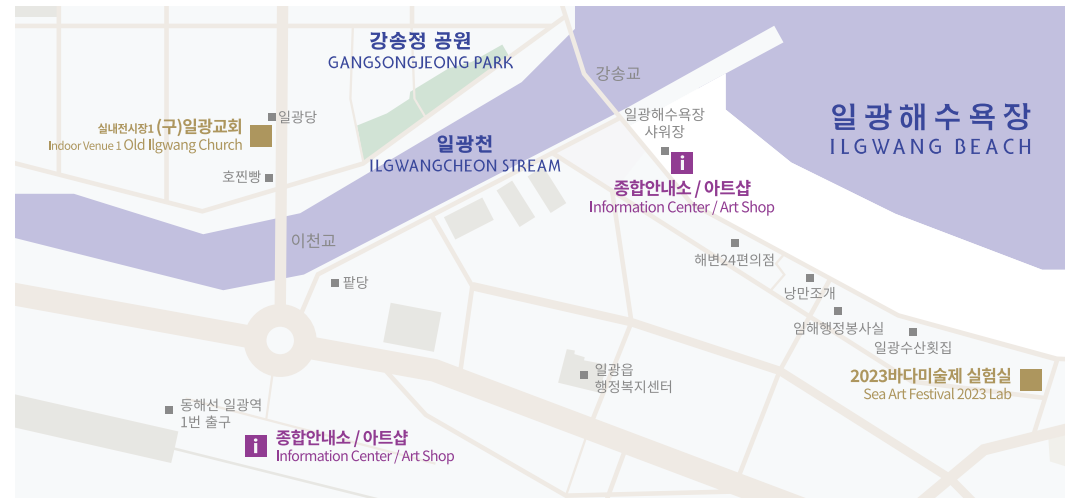 강송정 공원
GANGSONGJEONG PARK
강송교
일광해수욕장
샤워장
일광해수욕장
ILGWANG BEACH
일광당
실내전시장1 (구)일광교회
Indoor Venue 1 Old Ilgwang Church
일광천
ILGWANGCHEON STREAM
호찐빵
i
종합안내소 / 아트샵
Information Center / Art Shop
이천교
해변24편의점
팥당
낭만조개
임해행정봉사실
일광수산횟집
일광읍
행정복지센터
2023바다미술제 실험실
Sea Art Festival 2023 Lab
동해선 일광역
1번 출구
i
종합안내소 / 아트샵
Information Center / Art Shop